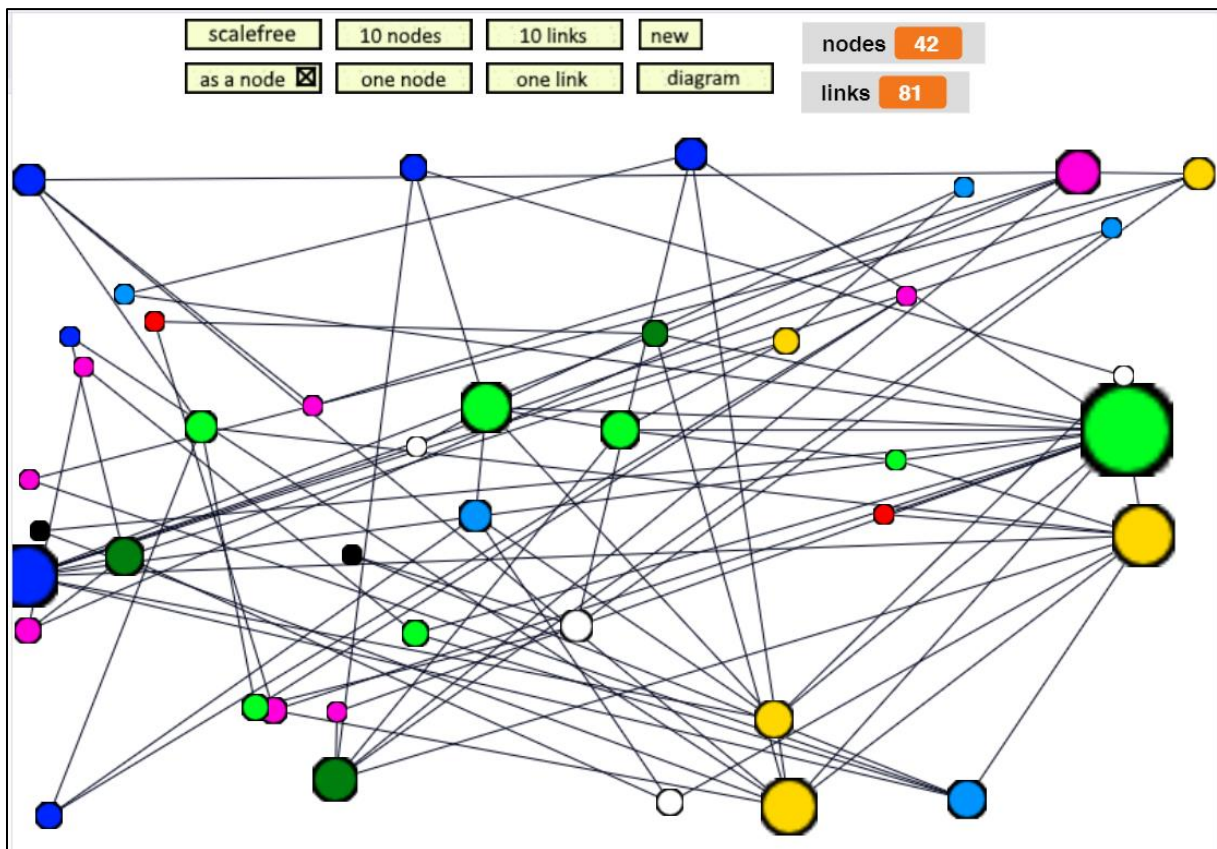 scalefree 10 nodes 10 links new
as a node one node one link diagram
nodes 42
links 81